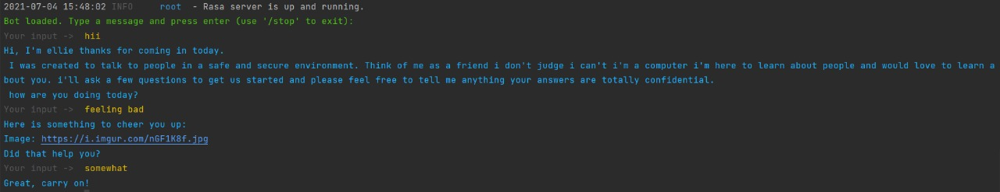 2021-07-04 15:48:02 INFO     root  - Rasa server is up and running.
Bot loaded. Type a message and press enter (use '/stop' to exit):
Your input ->  hii
Hi, I'm ellie thanks for coming in today.
 I was created to talk to people in a safe and secure environment. Think of me as a friend i don't judge i can't i'm a computer i'm here to learn about people and would love to learn a
bout you. i'll ask a few questions to get us started and please feel free to tell me anything your answers are totally confidential.
 how are you doing today?
Your input ->  feeling bad
Here is something to cheer you up:
Image: https://i.imgur.com/nGF1K8f.jpg
Did that help you?
Your input ->  somewhat
Great, carry on!